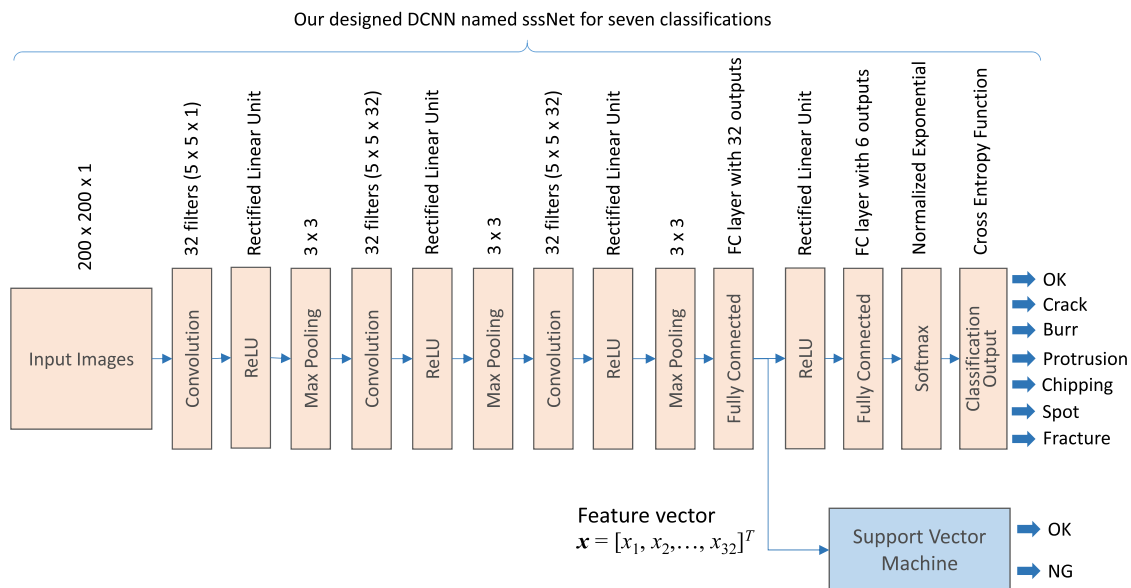 Our designed DCNN named sssNet for seven classifications
200 x 200 x 1
32 filters (5 x 5 x 1)
Rectified Linear Unit
3 x 3
32 filters (5 x 5 x 32)
Rectified Linear Unit
3 x 3
32 filters (5 x 5 x 32)
Rectified Linear Unit
3 x 3
FC layer with 32 outputs
Rectified Linear Unit
FC layer with 6 outputs
Normalized Exponential
Cross Entropy Function
Input Images
Convolution
ReLU
Max Pooling
Convolution
ReLU
Max Pooling
Convolution
ReLU
Max Pooling
Fully Connected
ReLU
Fully Connected
Softmax
Classification
Output
OK
Crack
Burr
Protrusion
Chipping
Spot
Fracture
Feature vector
x = [x1, x2,..., x32]T
Support Vector
Machine
OK
NG